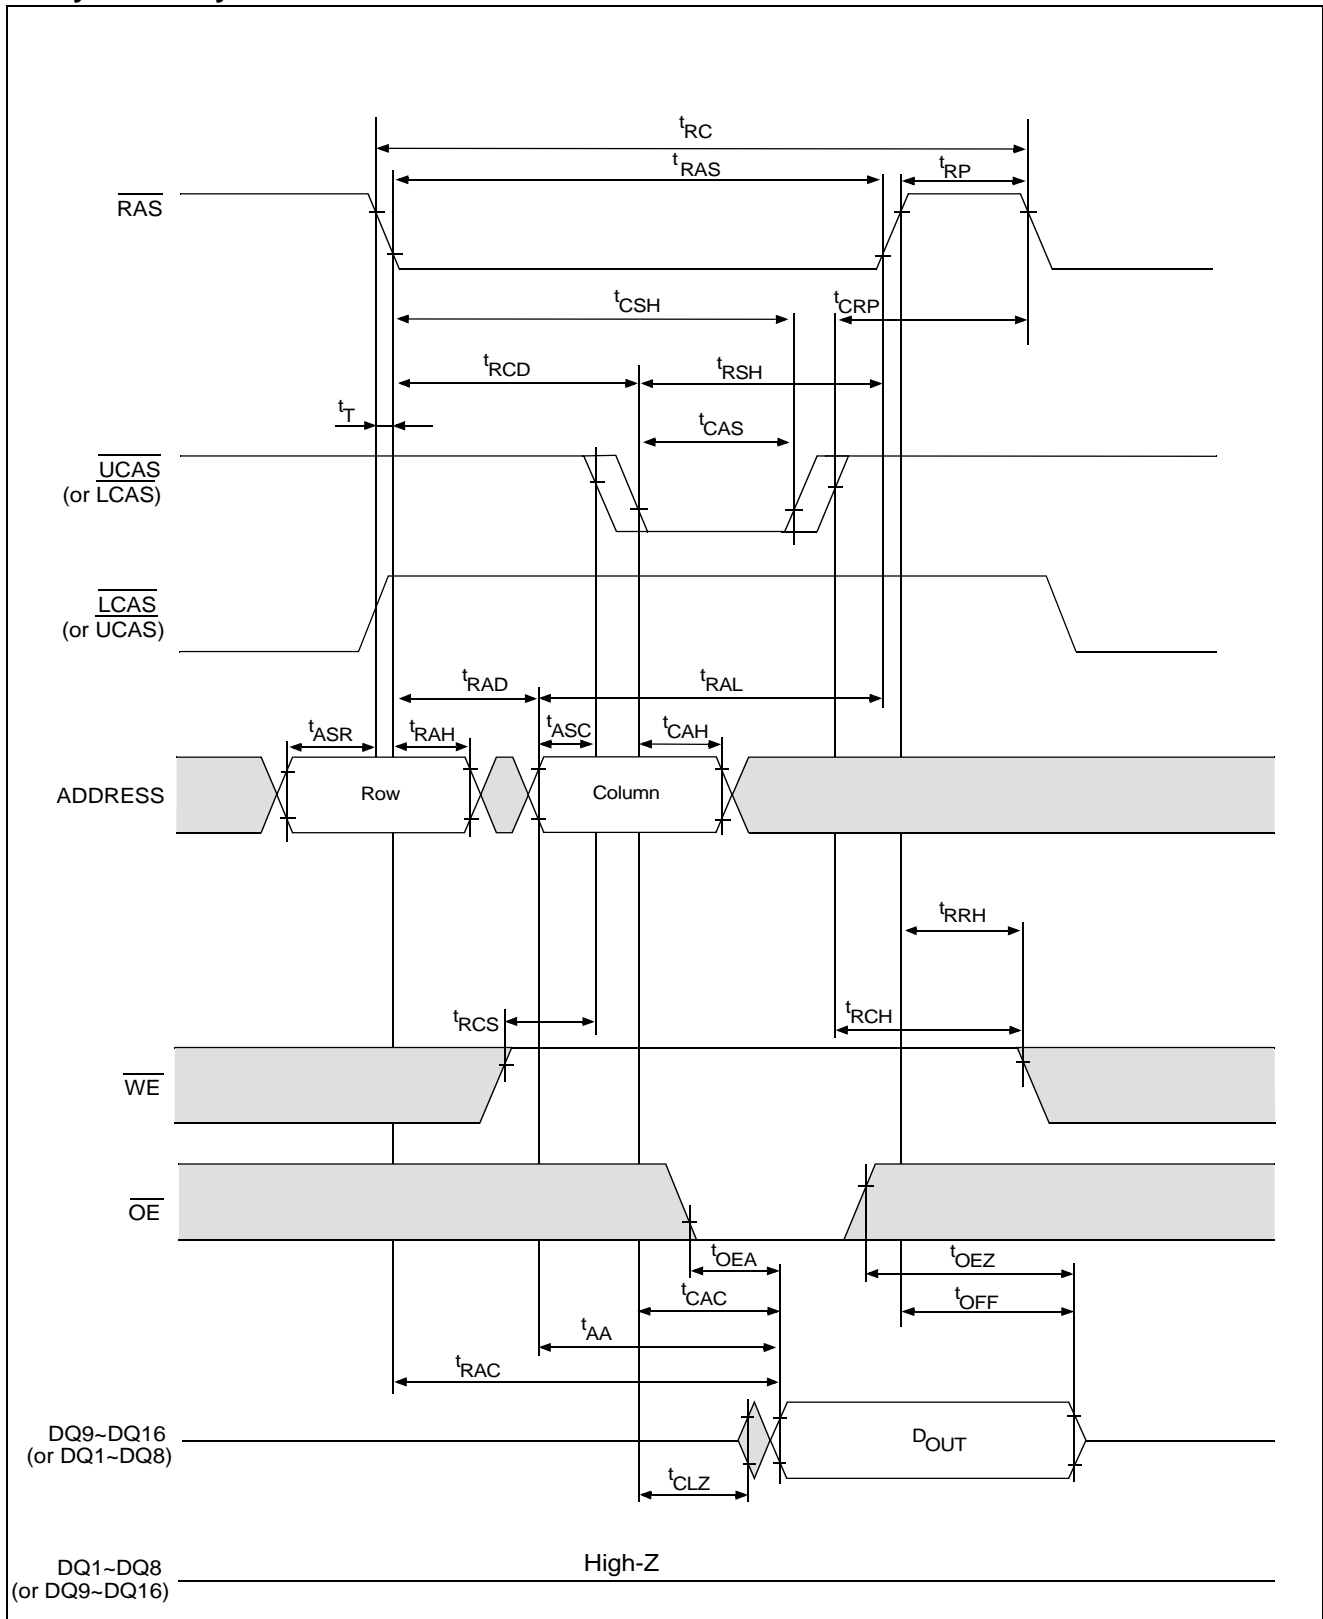 tRC
tRAS
tRP
RAS
tCSH
tCRP
tRCD
tRSH
tT
tCAS
UCAS
(or LCAS)
LCAS
(or UCAS)
tRAD
tRAL
tASR
tRAH
tASC
tCAH
ADDRESS
Row
Column
tRRH
tRCS
tRCH
WE
OE
tOEA
tOEZ
tCAC
tOFF
tAA
tRAC
DQ9~DQ16
(or DQ1~DQ8)
DOUT
tCLZ
High-Z
DQ1~DQ8
(or DQ9~DQ16)